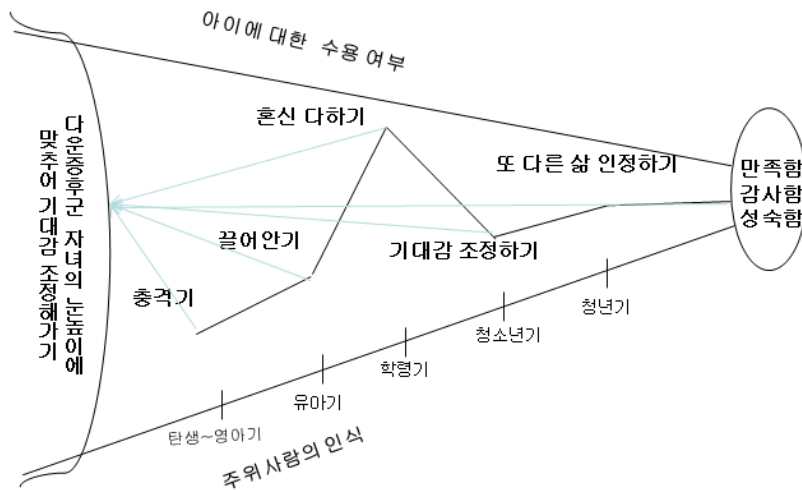 아이에 대한 수용 여부
다운증후군 자녀의 눈높이에
맞추어 기대감 조정해가기
혼신 다하기
또 다른 삶 인정하기
만족함
감사함
성숙함
끌어안기
기대감 조정하기
충격기
청년기
청소년기
학령기
유아기
탄생~영아기
주위사람의 인식